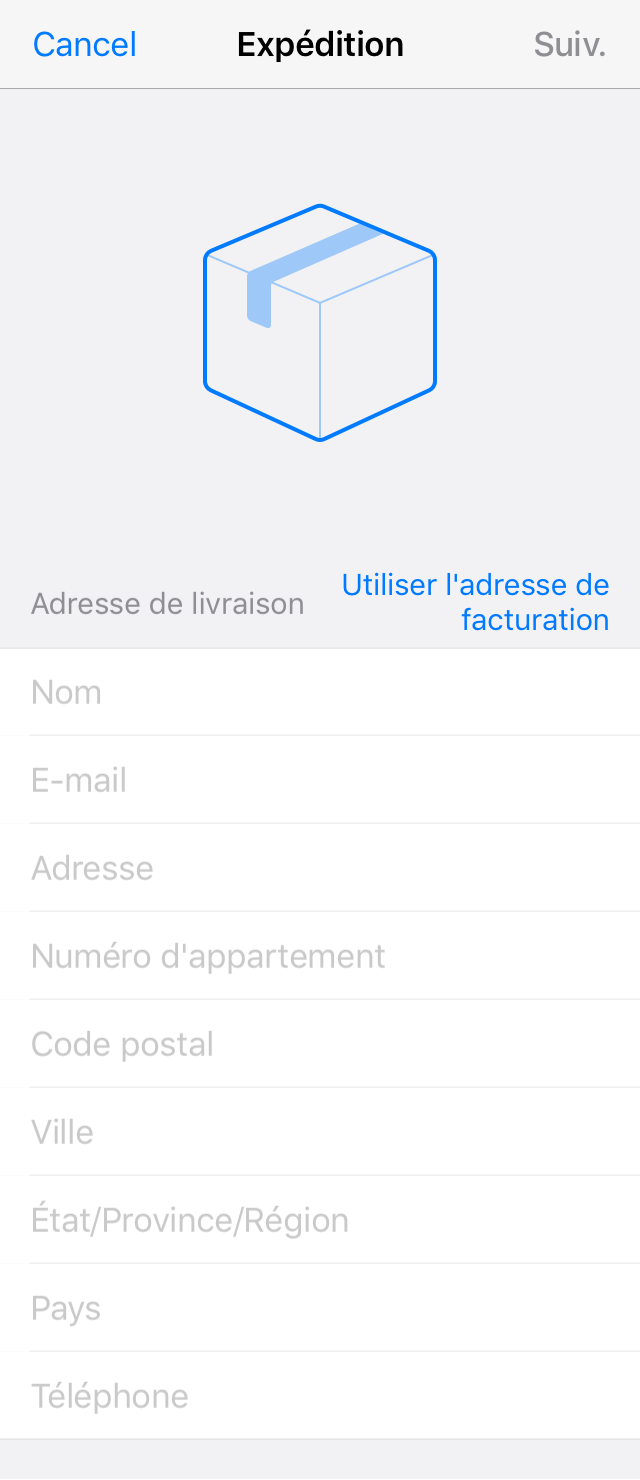 Cancel
Expédition
Suiv.
Adresse de livraison
Utiliser l'adresse de
facturation
Nom
E-mail
Adresse
Numéro d'appartement
Code postal
Ville
État/Province/Région
Pays
Téléphone